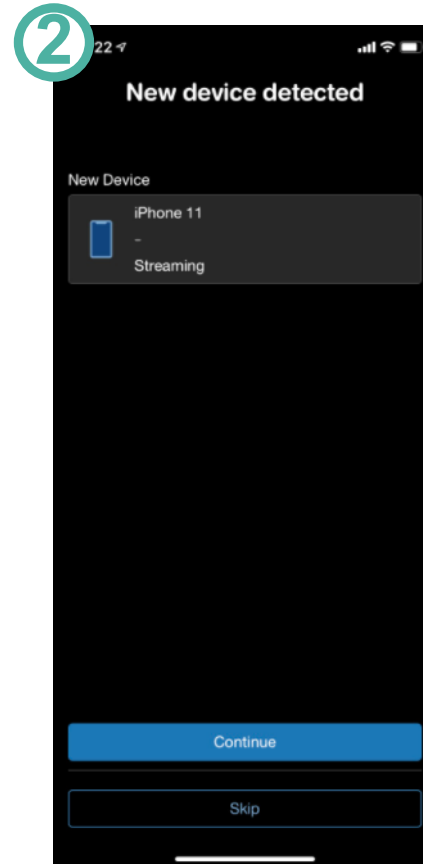 2
22
New device detected
New Device
iPhone 11
-
Streaming
Continue
Skip